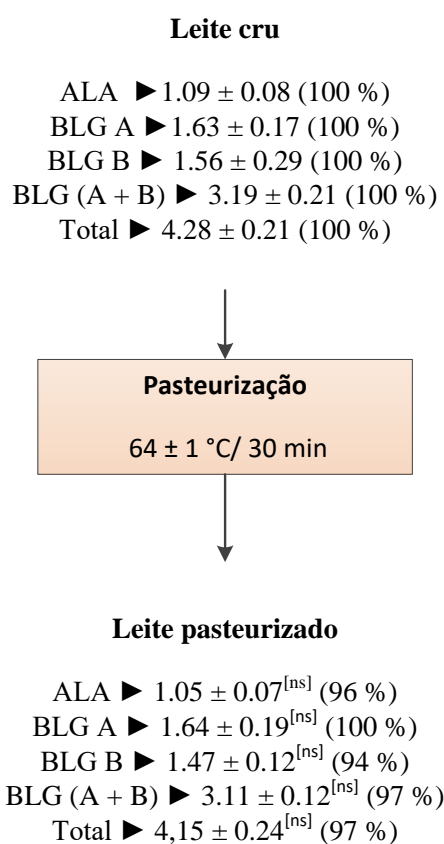 Leite cru
ALA ►1.09 ± 0.08 (100 %)
BLG A ►1.63 ± 0.17 (100 %)
BLG B ► 1.56 ± 0.29 (100 %)
BLG (A + B) ► 3.19 ± 0.21 (100 %)
Total ► 4.28 ± 0.21 (100 %)
Pasteurização
64 ± 1 °C/ 30 min
Leite pasteurizado
ALA ► 1.05 ± 0.07[ns] (96 %)
BLG A ► 1.64 ± 0.19[ns] (100 %)
BLG B ► 1.47 ± 0.12[ns] (94 %)
BLG (A + B) ► 3.11 ± 0.12[ns] (97 %)
Total ► 4,15 ± 0.24[ns] (97 %)